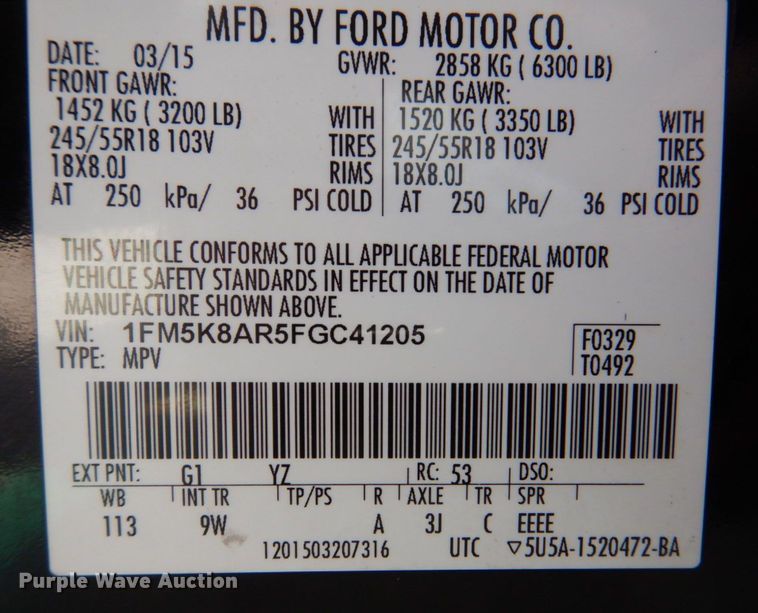 MFD. BY FORD MOTOR CO.
DATE: 03/15 GVWR: 2858 KG ( 6300 LB)
FRONT GAWR: REAR GAWR:
1452 KG ( 3200 LB) WITH 1520 KG ( 3350 LB) WITH
245/55R18 103V TIRES 245/55R18 103V TIRES
18X8.0J RIMS 18X8.0J RIMS
AT 250 kPa/ 36 PSI COLD AT 250 kPa/ 36 PSI COLD
THIS VEHICLE CONFORMS TO ALL APPLICABLE FEDERAL MOTOR
VEHICLE SAFETY STANDARDS IN EFFECT ON THE DATE OF
MANUFACTURE SHOWN ABOVE.
VIN: 1FM5K8AR5FGC41205 F0329
TYPE: MPV T0492
EXT PNT: G1 YZ RC: 53 DSO:
WB INT TR TP/PS R AXLE TR SPR
113 9W A 3J C EEEE
1201503207316 UTC ▽5U5A-1520472-BA
Purple Wave Auction